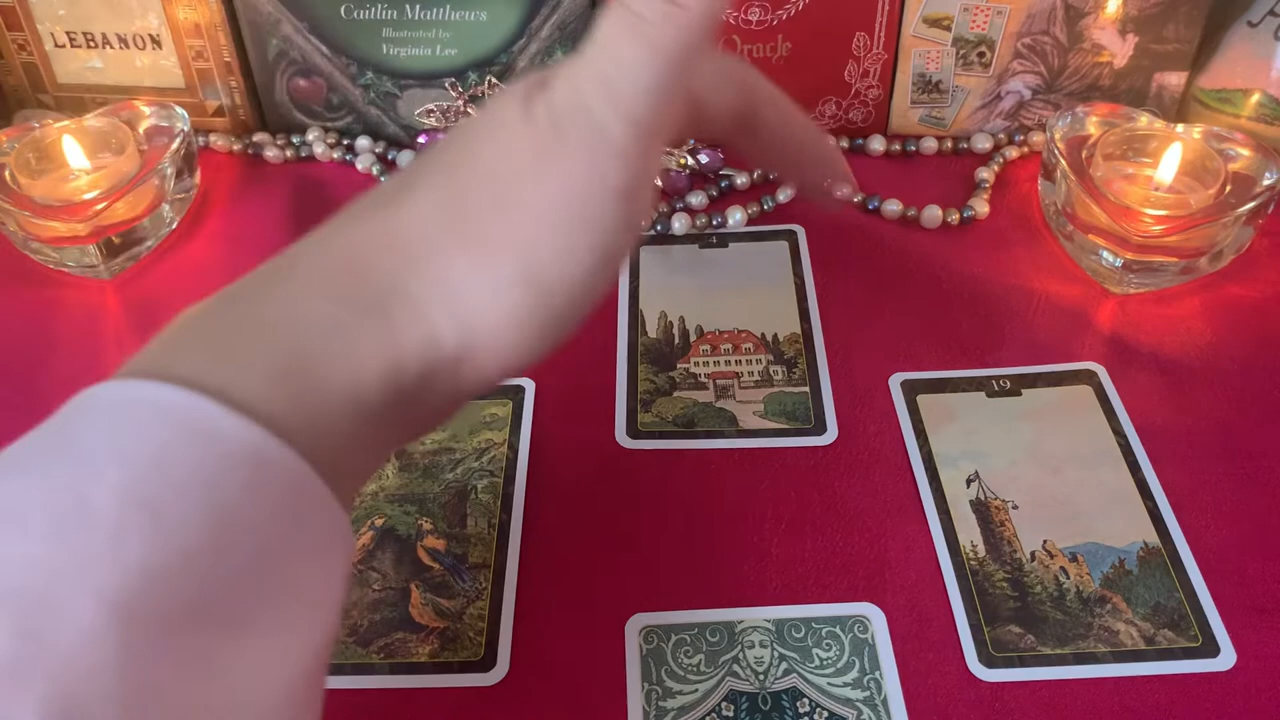 LEBANON
Caitlín Matthews
Illustrated by
Virginia Lee
Oracle
4
19